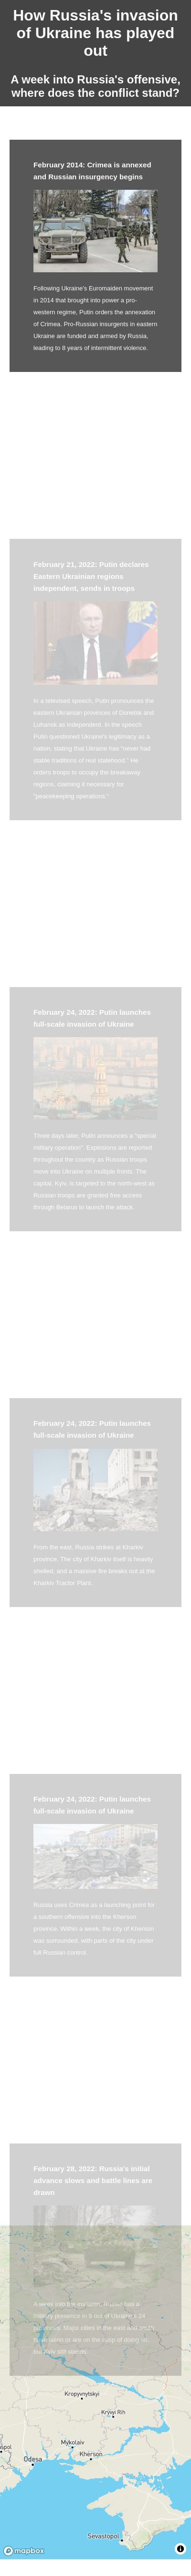 How Russia's invasion
of Ukraine has played
out
A week into Russia's offensive,
where does the conflict stand?
February 2014: Crimea is annexed
and Russian insurgency begins
Following Ukraine's Euromaiden movement
in 2014 that brought into power a pro-
western regime, Putin orders the annexation
of Crimea. Pro-Russian insurgents in eastern
Ukraine are funded and armed by Russia,
leading to 8 years of intermittent violence.
February 21, 2022: Putin declares
Eastern Ukrainian regions
independent, sends in troops
In a televised speech, Putin pronounces the
eastern Ukrainian provinces of Donetsk and
Luhansk as independent. In the speech
Putin questioned Ukraine's legitimacy as a
nation, stating that Ukraine has "never had
stable traditions of real statehood." He
orders troops to occupy the breakaway
regions, claiming it necessary for
"peacekeeping operations."
February 24, 2022: Putin launches
full-scale invasion of Ukraine
Three days later, Putin announces a "special
military operation". Explosions are reported
throughout the country as Russian troops
move into Ukraine on multiple fronts. The
capital, Kyiv, is targeted in the north-west as
Russian troops are granted free access
through Belarus to launch the attack.
February 24, 2022: Putin launches
full-scale invasion of Ukraine
From the east, Russia strikes at Kharkiv
province. The city of Kharkiv itself is heavily
shelled, and a massive fire breaks out at the
Kharkiv Tractor Plant.
February 24, 2022: Putin launches
full-scale invasion of Ukraine
Russia uses Crimea as a launching point for
a southern offensive into the Kherson
province. Within a week, the city of Kherson
was surrounded, with parts of the city under
full Russian control.
February 28, 2022: Russia's initial
advance slows and battle lines are
drawn
A week into the invasion, Russia has a
military presence in 9 out of Ukraine's 24
Kropyvnytskyi
Kryvyi Rih
Mykolaiv
Kherson
Odesa
Sevastopol
mapbox